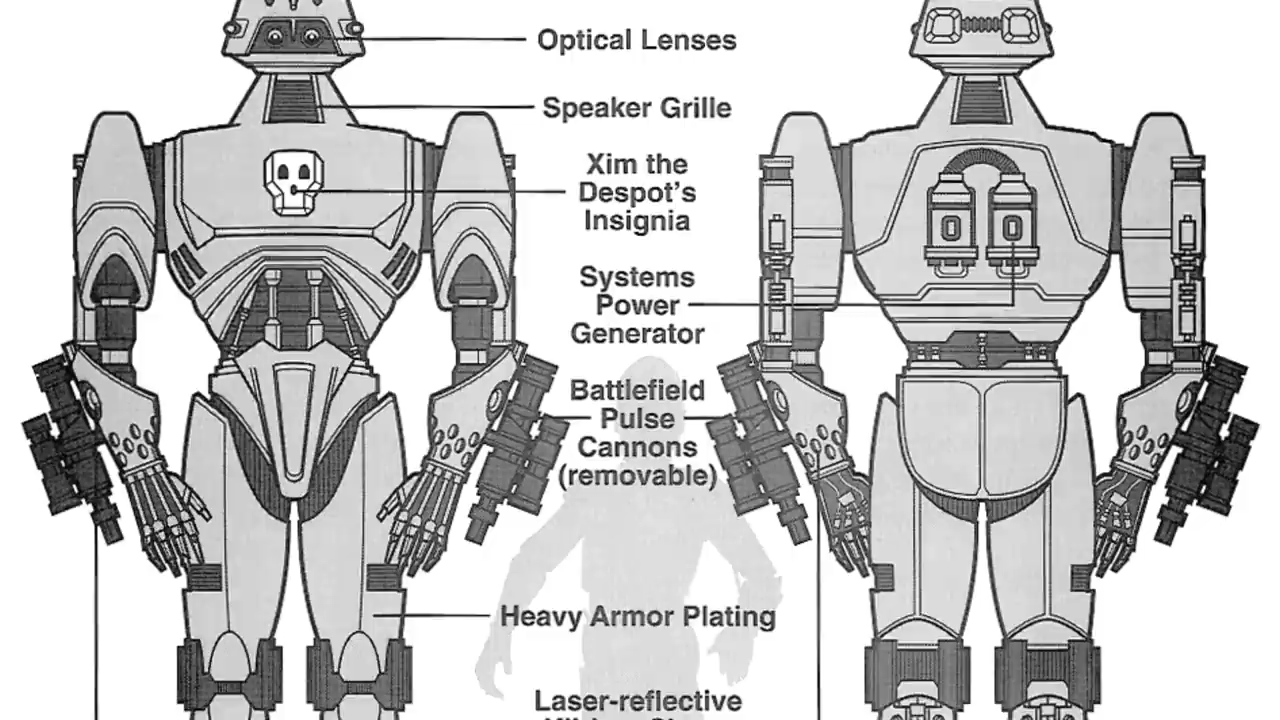 Optical Lenses
Speaker Grille
Xim the
Despot's
Insignia
Systems
Power
Generator
Battlefield
Pulse
Cannons
(removable)
Heavy Armor Plating
Laser-reflective